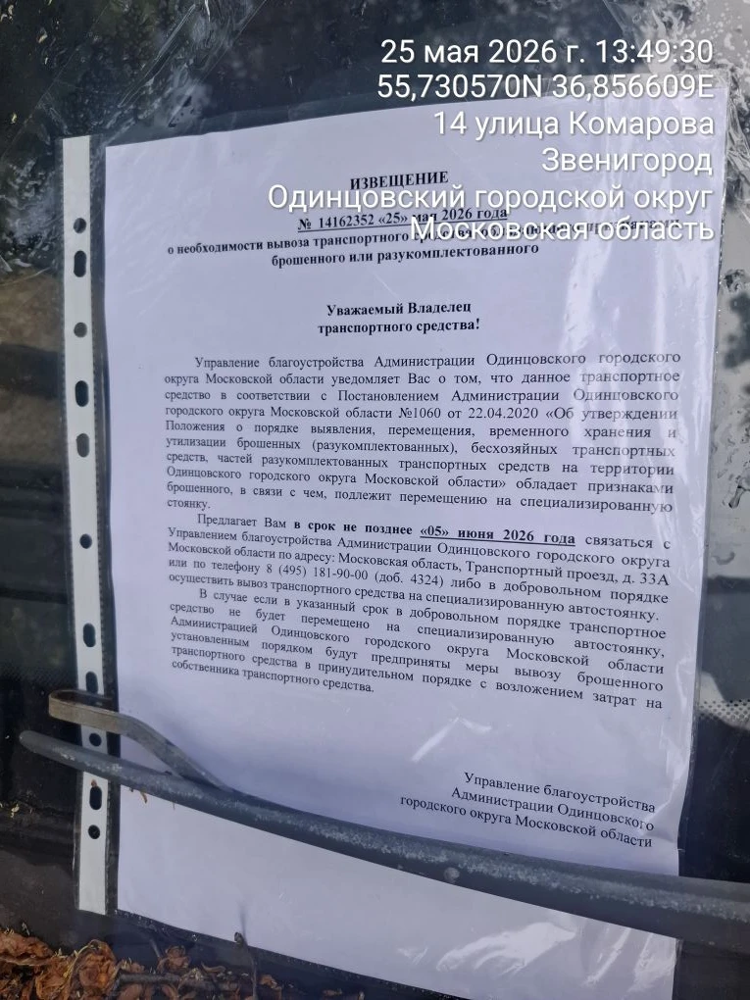 25 мая 2026 г. 13:49:30
55,730570N 36,856609E
14 улица Комарова
Звенигород
Одинцовский городской округ
Московская область
ИЗВЕЩЕНИЕ
№ 14162352 «25» мая 2026 года
о необходимости вывоза транспортного
брошенного или разукомплектованного
Уважаемый Владелец
транспортного средства!
Управление благоустройства Администрации Одинцовского городского
округа Московской области уведомляет Вас о том, что данное транспортное
средство в соответствии с Постановлением Администрации Одинцовского
городского округа Московской области №1060 от 22.04.2020 «Об утверждении
Положения о порядке выявления, перемещения, временного хранения и
утилизации брошенных (разукомплектованных), бесхозяйных транспортных
средств, частей разукомплектованных транспортных средств на территории
Одинцовского городского округа Московской области» обладает признаками
брошенного, в связи с чем, подлежит перемещению на специализированную
стоянку.
Предлагает Вам в срок не позднее «05» июня 2026 года связаться с
Управлением благоустройства Администрации Одинцовского городского округа
Московской области по адресу: Московская область, Транспортный проезд, д. 33А
или по телефону 8 (495) 181-90-00 (доб. 4324) либо в добровольном порядке
осуществить вывоз транспортного средства на специализированную автостоянку.
В случае если в указанный срок в добровольном порядке транспортное
средство не будет перемещено на специализированную автостоянку,
Администрацией Одинцовского городского округа Московской области
установленным порядком будут предприняты меры вывозу брошенного
транспортного средства в принудительном порядке с возложением затрат на
собственника транспортного средства.
Управление благоустройства
Администрации Одинцовского
городского округа Московской области